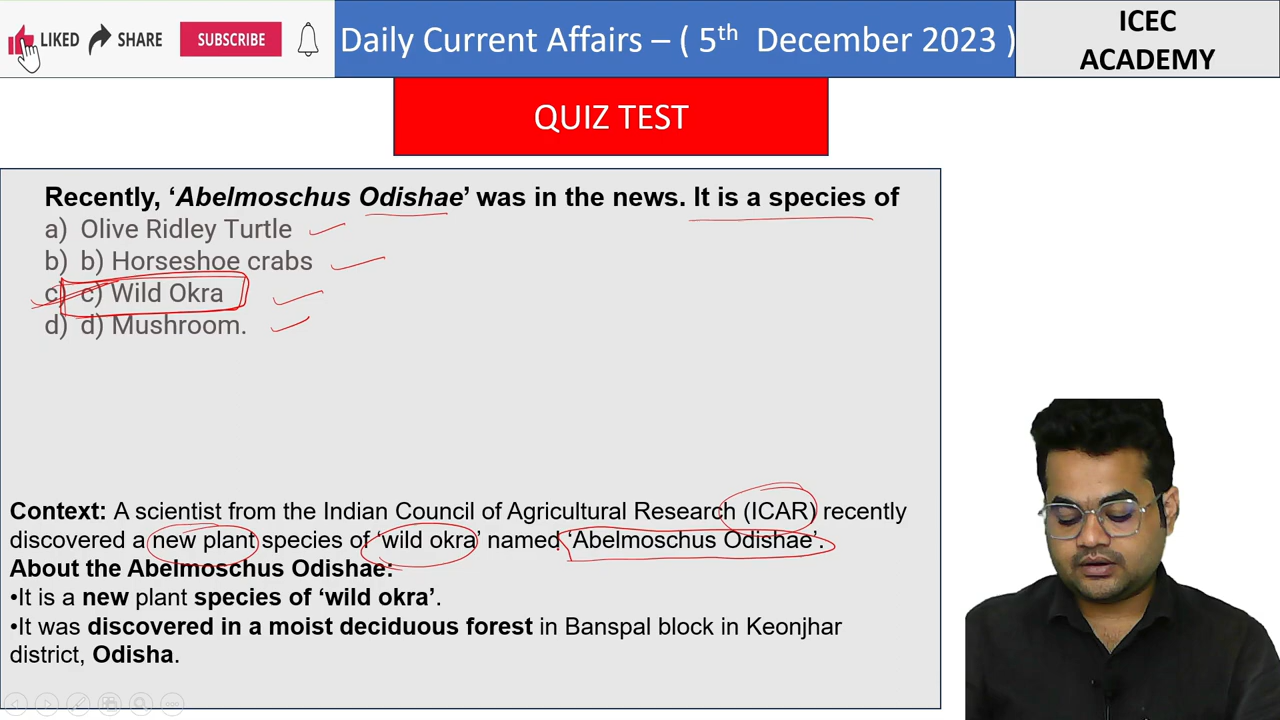 LIKED SHARE SUBSCRIBE Daily Current Affairs – ( 5th December 2023 ) ICEC
ACADEMY
QUIZ TEST
Recently, ‘Abelmoschus Odishae’ was in the news. It is a species of
a) Olive Ridley Turtle
b) b) Horseshoe crabs
c) c) Wild Okra
d) d) Mushroom.
Context: A scientist from the Indian Council of Agricultural Research (ICAR) recently
discovered a new plant species of ‘wild okra’ named ‘Abelmoschus Odishae’.
About the Abelmoschus Odishae:
•It is a new plant species of ‘wild okra’.
•It was discovered in a moist deciduous forest in Banspal block in Keonjhar
district, Odisha.